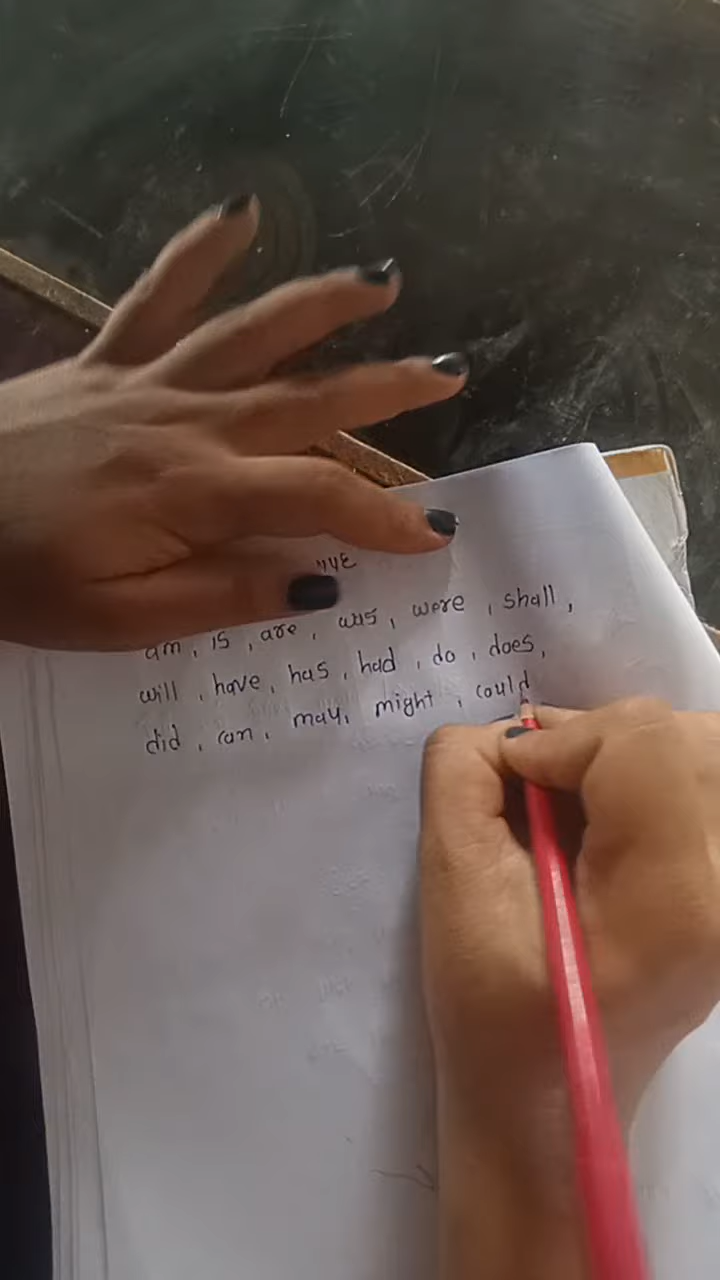 am, is, are, was, were, shall,
will, have, has, had, do, does,
did, can, may, might, could